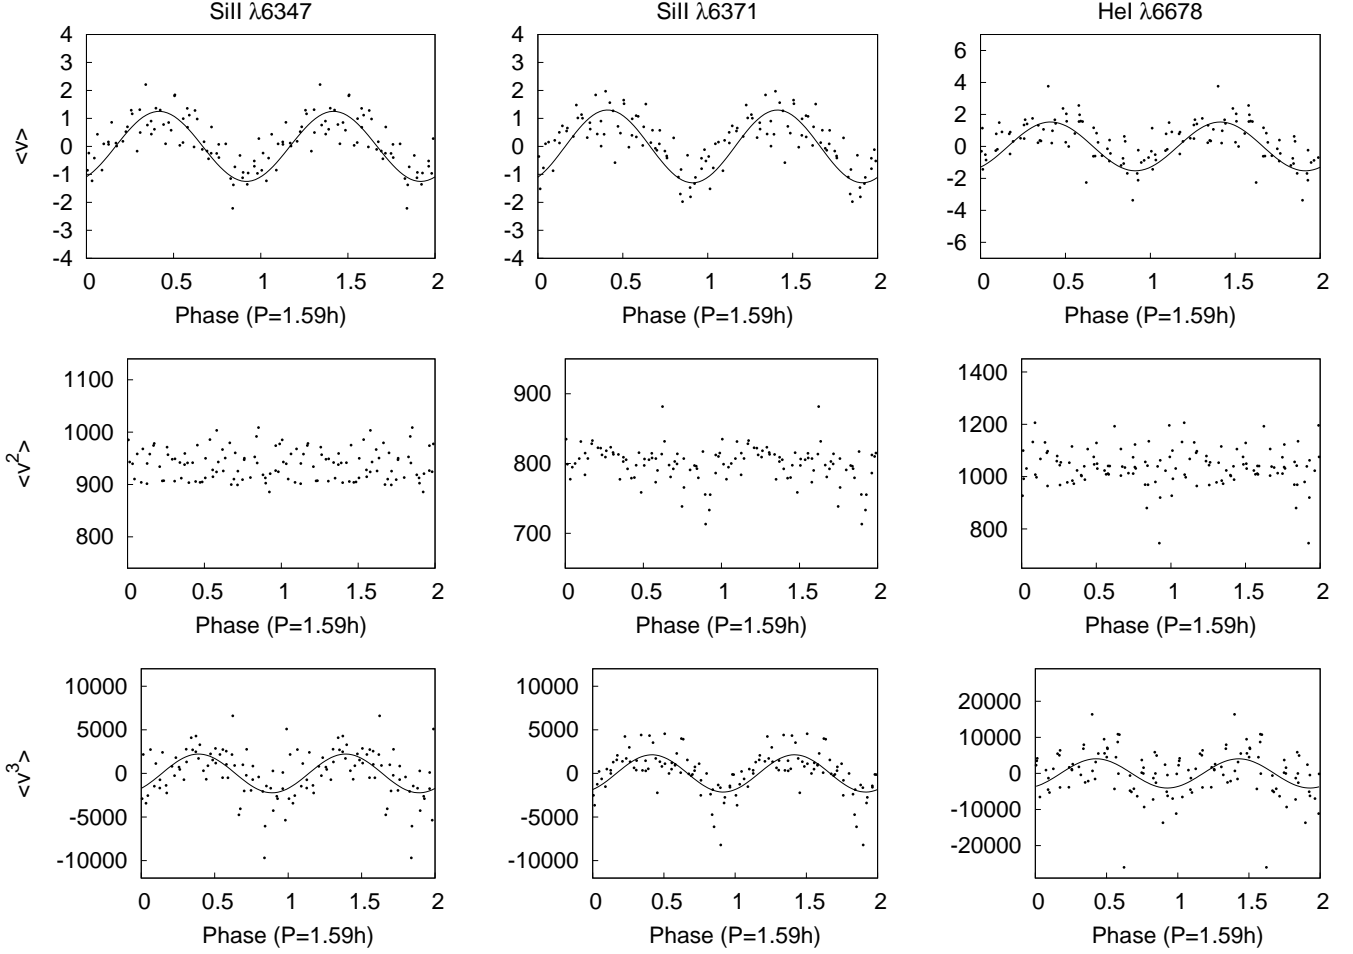 SiII λ6347 SiII λ6371 HeI λ6678
4 4 6
3 3 4
2 2 2
1 1 0
0 0 -2
-1 -1 -4
-2 -2 -6
-3 -3
-4 -4
<v>
0 0.5 1 1.5 2 0 0.5 1 1.5 2 0 0.5 1 1.5 2
Phase (P=1.59h) Phase (P=1.59h) Phase (P=1.59h)
1100 900 1400
1000 800 1200
900 700 1000
800 800
<v²>
0 0.5 1 1.5 2 0 0.5 1 1.5 2 0 0.5 1 1.5 2
Phase (P=1.59h) Phase (P=1.59h) Phase (P=1.59h)
10000 10000 20000
5000 5000 10000
0 0 0
-5000 -5000 -10000
-10000 -10000 -20000
<v³>
0 0.5 1 1.5 2 0 0.5 1 1.5 2 0 0.5 1 1.5 2
Phase (P=1.59h) Phase (P=1.59h) Phase (P=1.59h)